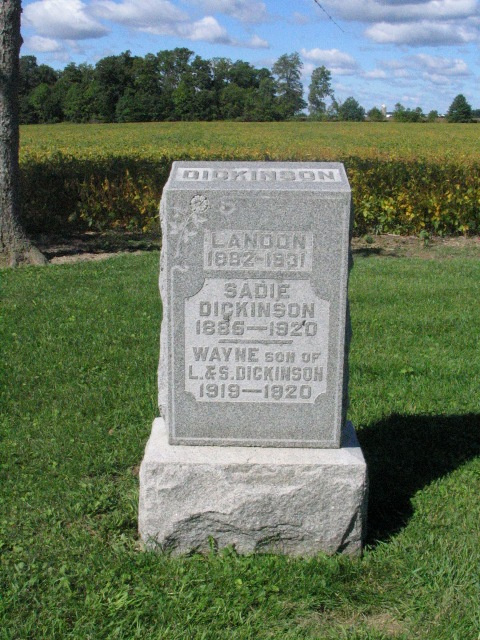 DICKINSON
LANDON
1882-1931
SADIE
DICKINSON
1886—1920
WAYNE SON OF
L.&S. DICKINSON
1919—1920